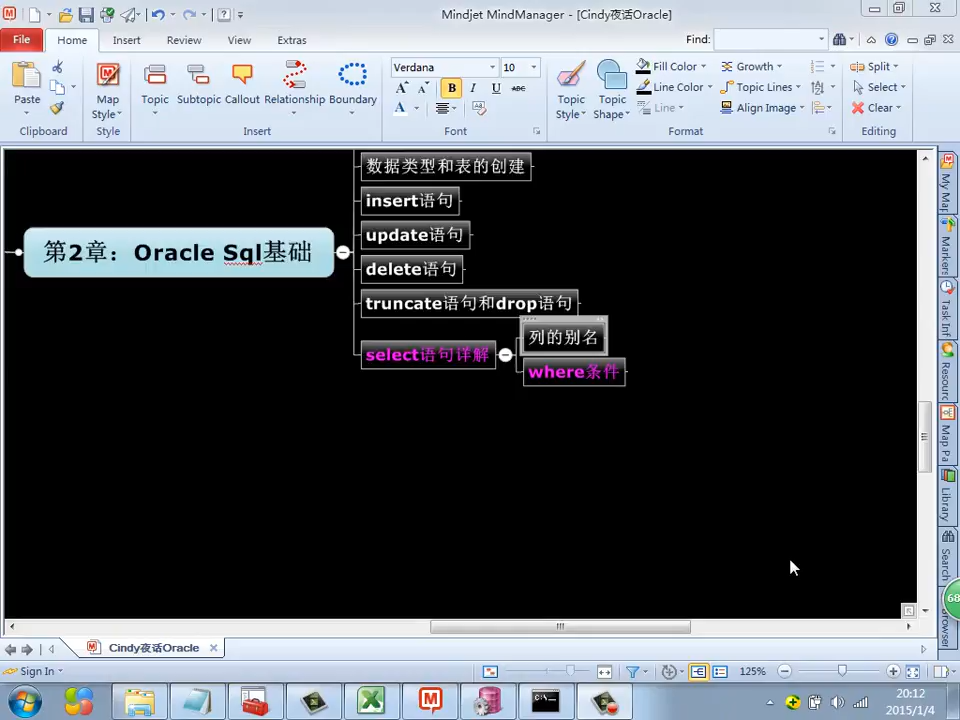 Mindjet MindManager - [Cindy夜话Oracle]
File
Home
Insert
Review
View
Extras
Find:
Paste
Clipboard
Map
Style
Style
Topic
Subtopic
Callout
Relationship
Boundary
Insert
Verdana
10
B
I
U
ABC
A
Font
Topic
Style
Topic
Shape
Fill Color
Line Color
Line
Growth
Topic Lines
Align Image
Format
Split
Select
Clear
Editing
数据类型和表的创建
insert语句
update语句
第2章：Oracle Sql基础
delete语句
truncate语句和drop语句
列的别名
select语句详解
where条件
My Map
Markers
Task Inf
Resourc
Map Pa
Library
Search
Browser
68
Cindy夜话Oracle
Sign In
125%
20:12
2015/1/4